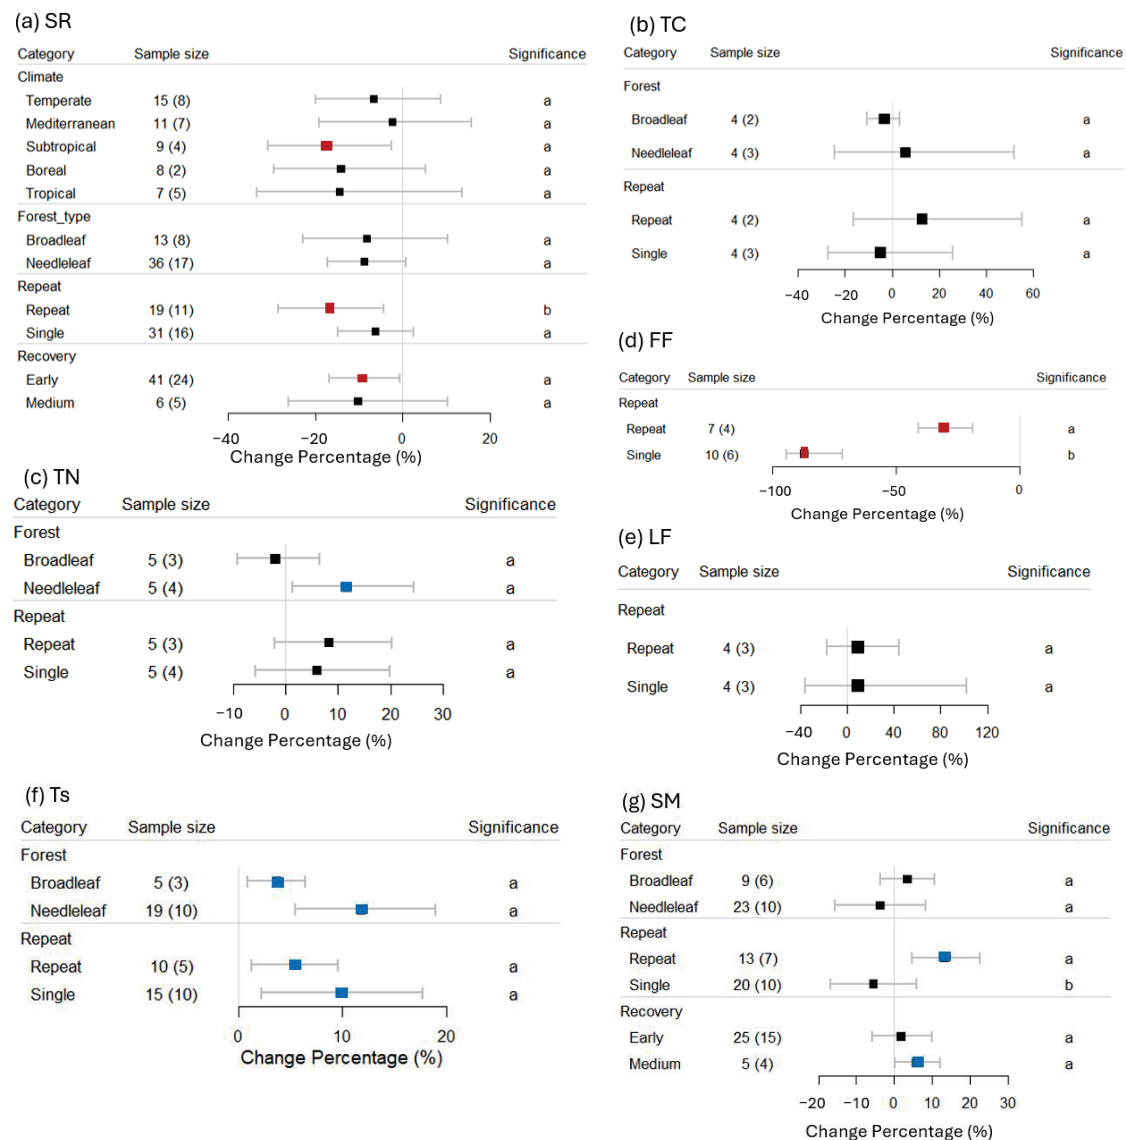 (a) SR
Category Sample size Significance
Climate
Temperate 15 (8) a
Mediterranean 11 (7) a
Subtropical 9 (4) a
Boreal 8 (2) a
Tropical 7 (5) a
Forest_type
Broadleaf 13 (8) a
Needleleaf 36 (17) a
Repeat
Repeat 19 (11) b
Single 31 (16) a
Recovery
Early 41 (24) a
Medium 6 (5) a
−40 −20 0 20
Change Percentage (%)
(b) TC
Category Sample size Significance
Forest
Broadleaf 4 (2) a
Needleleaf 4 (3) a
Repeat
Repeat 4 (2) a
Single 4 (3) a
−40 −20 0 20 40 60
Change Percentage (%)
(c) TN
Category Sample size Significance
Forest
Broadleaf 5 (3) a
Needleleaf 5 (4) a
Repeat
Repeat 5 (3) a
Single 5 (4) a
−10 0 10 20 30
Change Percentage (%)
(d) FF
Category Sample size Significance
Repeat
Repeat 7 (4) a
Single 10 (6) b
−100 −50 0
Change Percentage (%)
(e) LF
Category Sample size Significance
Repeat
Repeat 4 (3) a
Single 4 (3) a
−40 0 40 80 120
Change Percentage (%)
(f) Ts
Category Sample size Significance
Forest
Broadleaf 5 (3) a
Needleleaf 19 (10) a
Repeat
Repeat 10 (5) a
Single 15 (10) a
0 10 20
Change Percentage (%)
(g) SM
Category Sample size Significance
Forest
Broadleaf 9 (6) a
Needleleaf 23 (10) a
Repeat
Repeat 13 (7) a
Single 20 (10) b
Recovery
Early 25 (15) a
Medium 5 (4) a
−20 −10 0 10 20 30
Change Percentage (%)